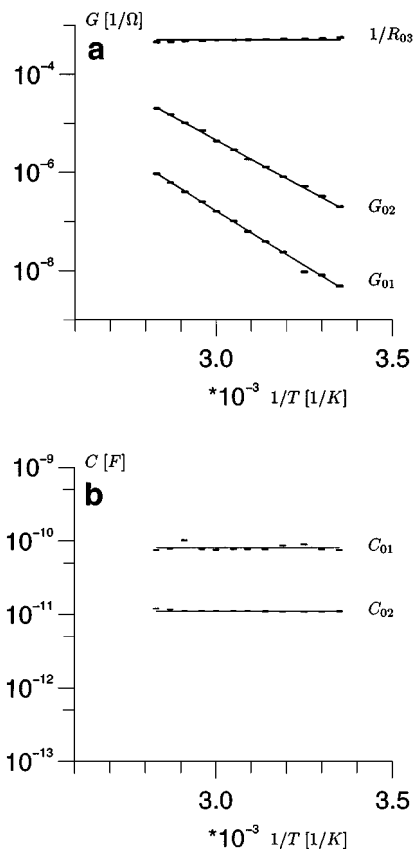 G [1/Ω]
a
1/R₀₃
10⁻⁴
10⁻⁶
G₀₂
10⁻⁸
G₀₁
3.0 3.5
*10⁻³ 1/T [1/K]
C [F]
10⁻⁹
b
10⁻¹⁰
C₀₁
10⁻¹¹
C₀₂
10⁻¹²
10⁻¹³
3.0 3.5
*10⁻³ 1/T [1/K]